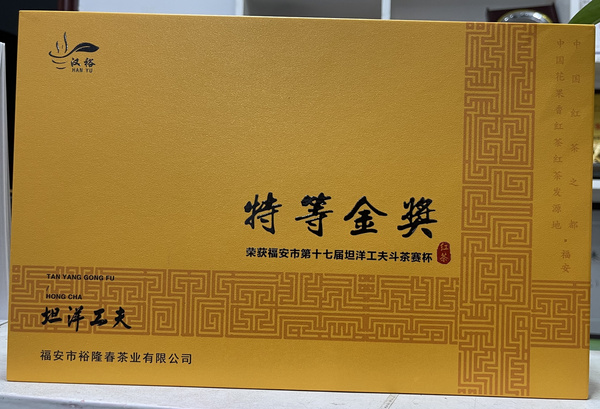 汉裕
HAN YU
中国红茶之都·福安
中国花果香红茶红茶发源地
特等金奖
荣获福安市第十七届坦洋工夫斗茶赛杯
红茶
TAN YANG GONG FU
HONG CHA
坦洋工夫
福安市裕隆春茶业有限公司